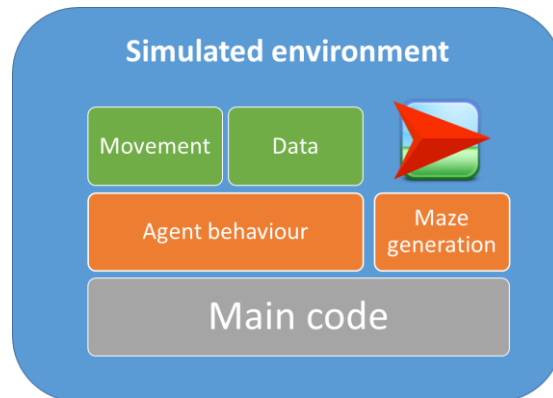 Simulated environment
Movement
Data
Agent behaviour
Maze
generation
Main code